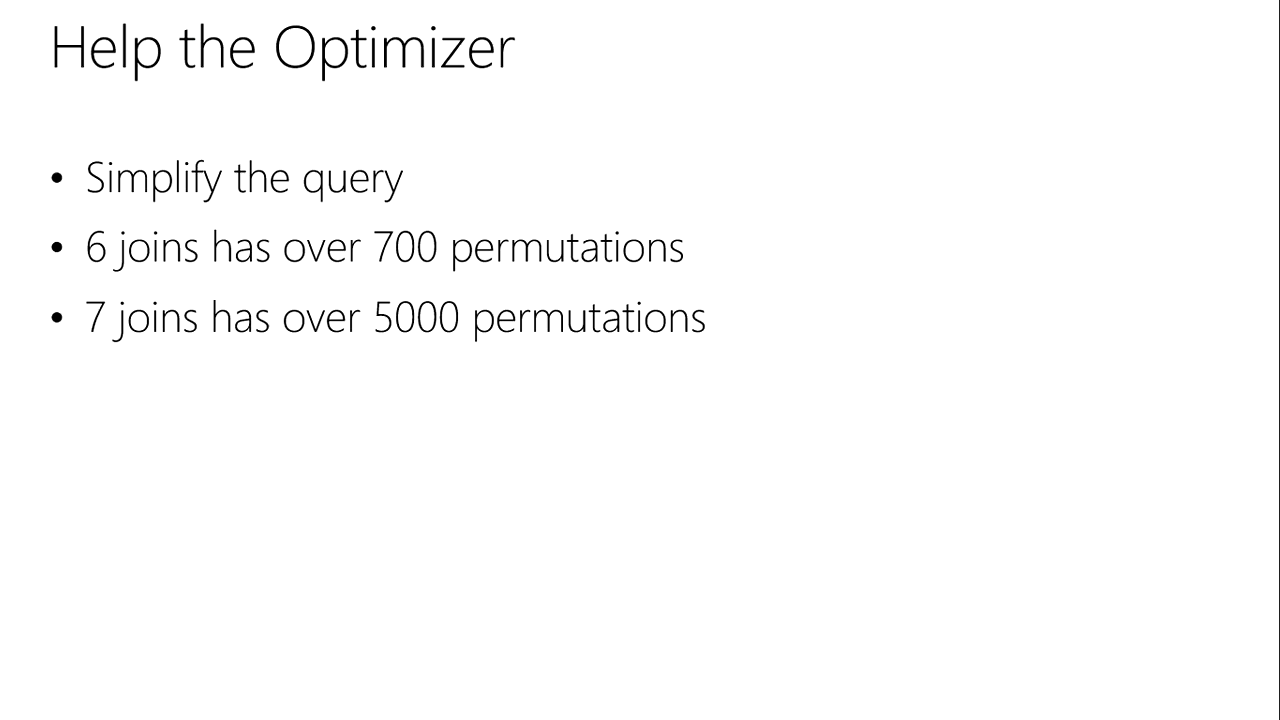 Help the Optimizer
• Simplify the query
• 6 joins has over 700 permutations
• 7 joins has over 5000 permutations